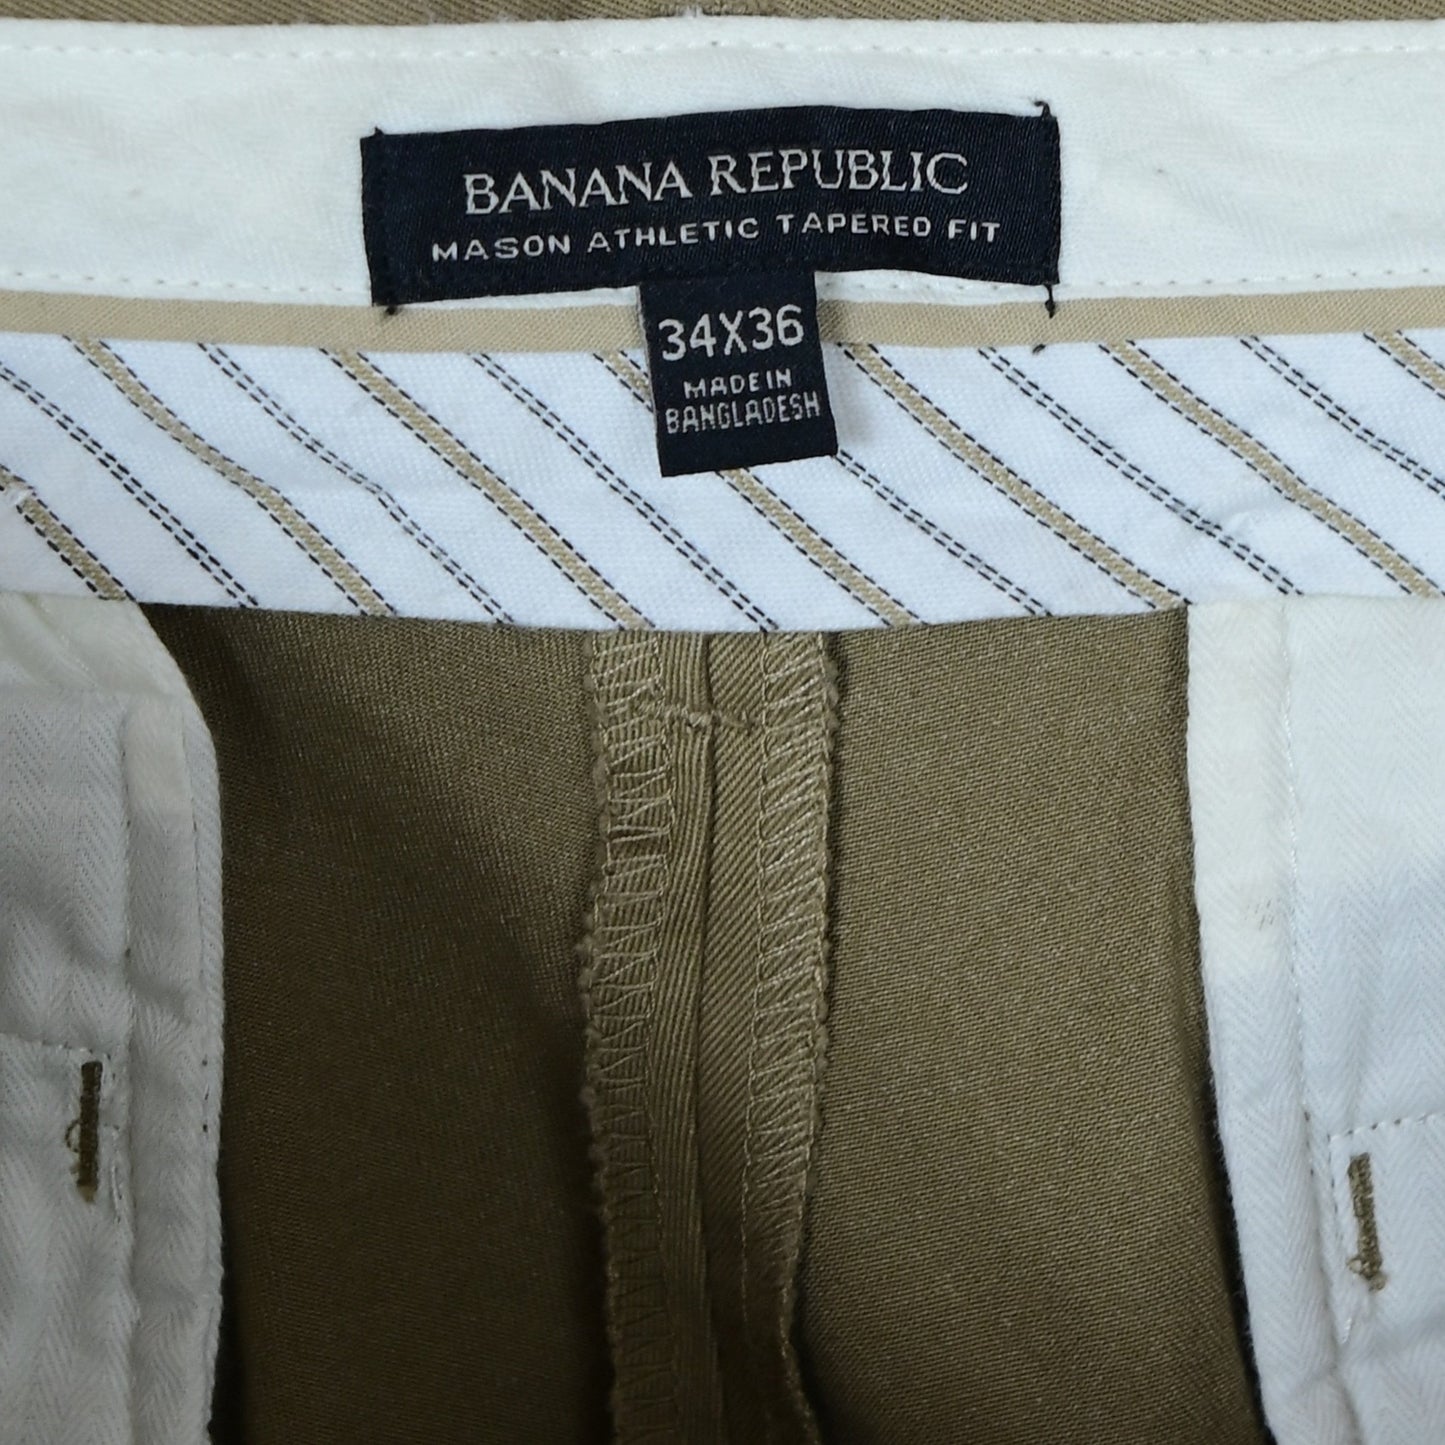 BANANA REPUBLIC
MASON ATHLETIC TAPERED FIT
34X36
MADE IN
BANGLADESH